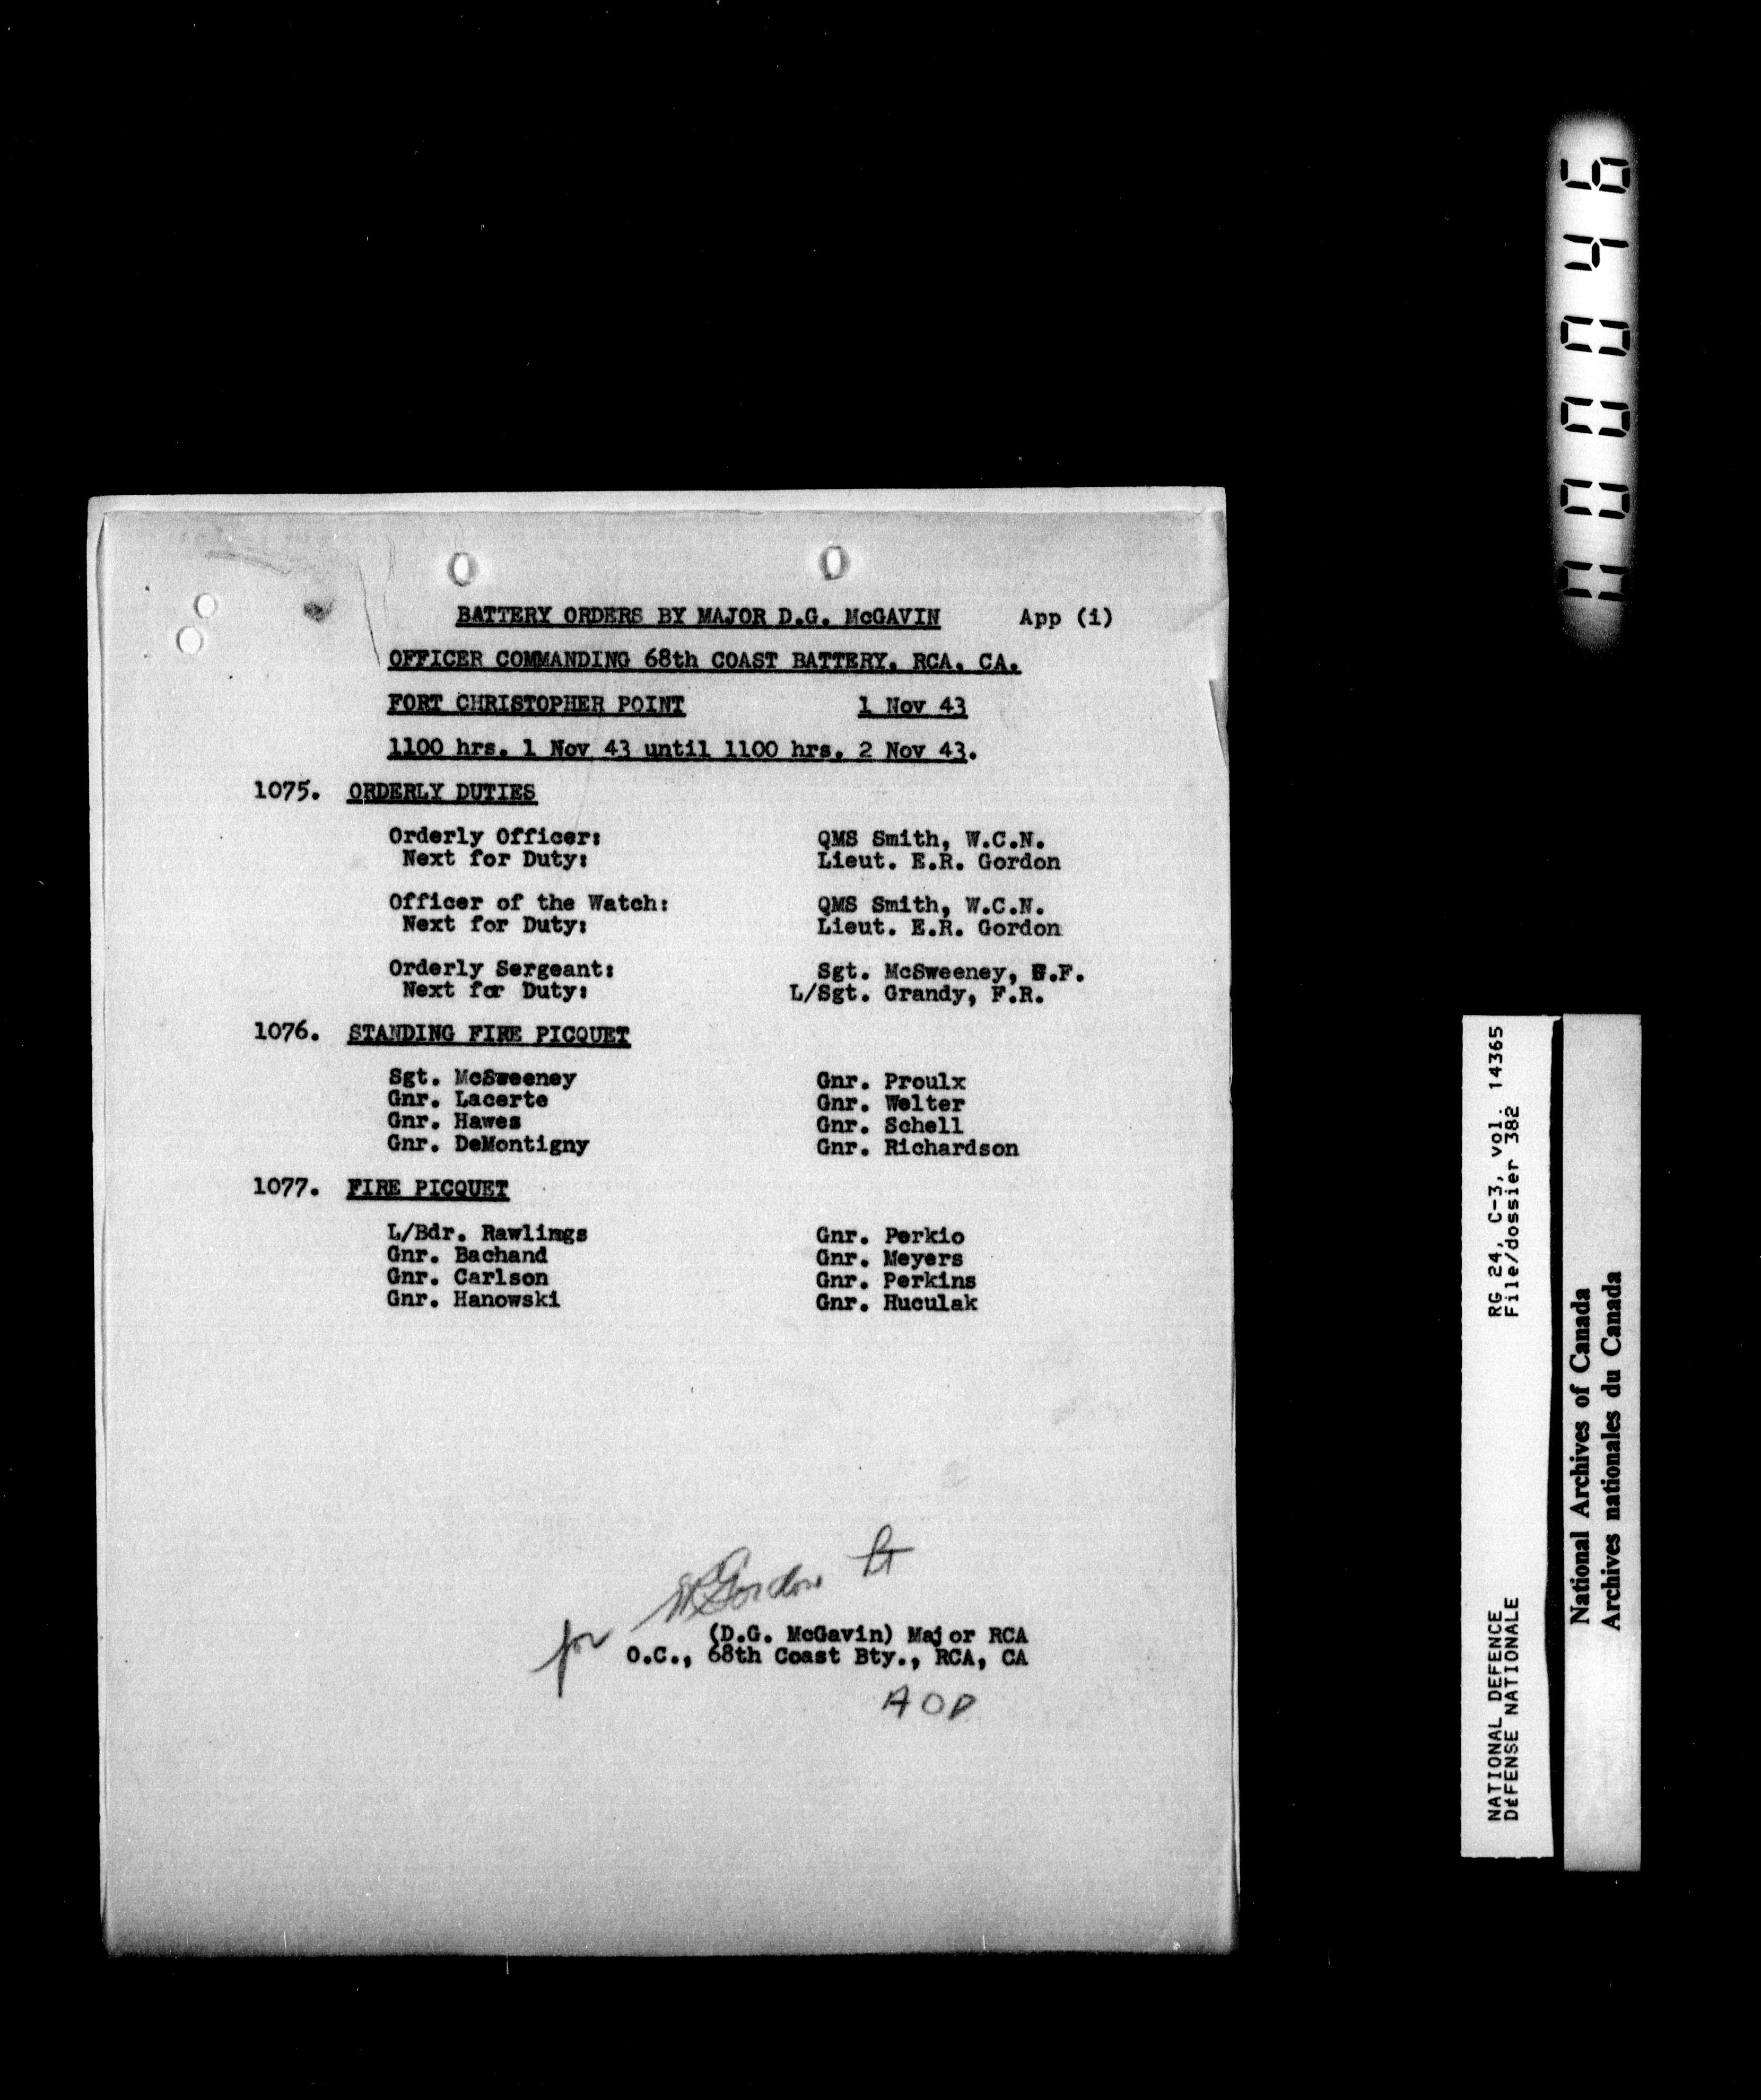 BATTERY ORDERS BY MAJOR D.G. McGAVIN App (i)
OFFICER COMMANDING 68th COAST BATTERY. RCA. CA.
FORT CHRISTOPHER POINT 1 Nov 43
1100 hrs. 1 Nov 43 until 1100 hrs. 2 Nov 43.
1075. ORDERLY DUTIES
Orderly Officer: QMS Smith, W.C.N.
Next for Duty: Lieut. E.R. Gordon
Officer of the Watch: QMS Smith, W.C.N.
Next for Duty: Lieut. E.R. Gordon
Orderly Sergeant: Sgt. McSweeney,
Next for Duty: L/Sgt. Grandy, F.R.
1076. STANDING FIRE PICQUET
Sgt. McSweeney Gnr. Proulx
Gnr. Lacerte Gnr. Welter
Gnr. Hawes Gnr. Schell
Gnr. DeMontigny Gnr. Richardson
1077. FIRE PICQUET
L/Bdr. Rawlings Gnr. Perkio
Gnr. Bachand Gnr. Meyers
Gnr. Carlson Gnr. Perkins
Gnr. Hanowski Gnr. Huculak
ERGordon Lt
for (D.G. McGavin) Major RCA
O.C., 68th Coast Bty., RCA, CA
AOD
000046
RG 24, C-3, vol. 14365
File/dossier 382
NATIONAL DEFENCE
DÉFENSE NATIONALE
National Archives of Canada
Archives nationales du Canada